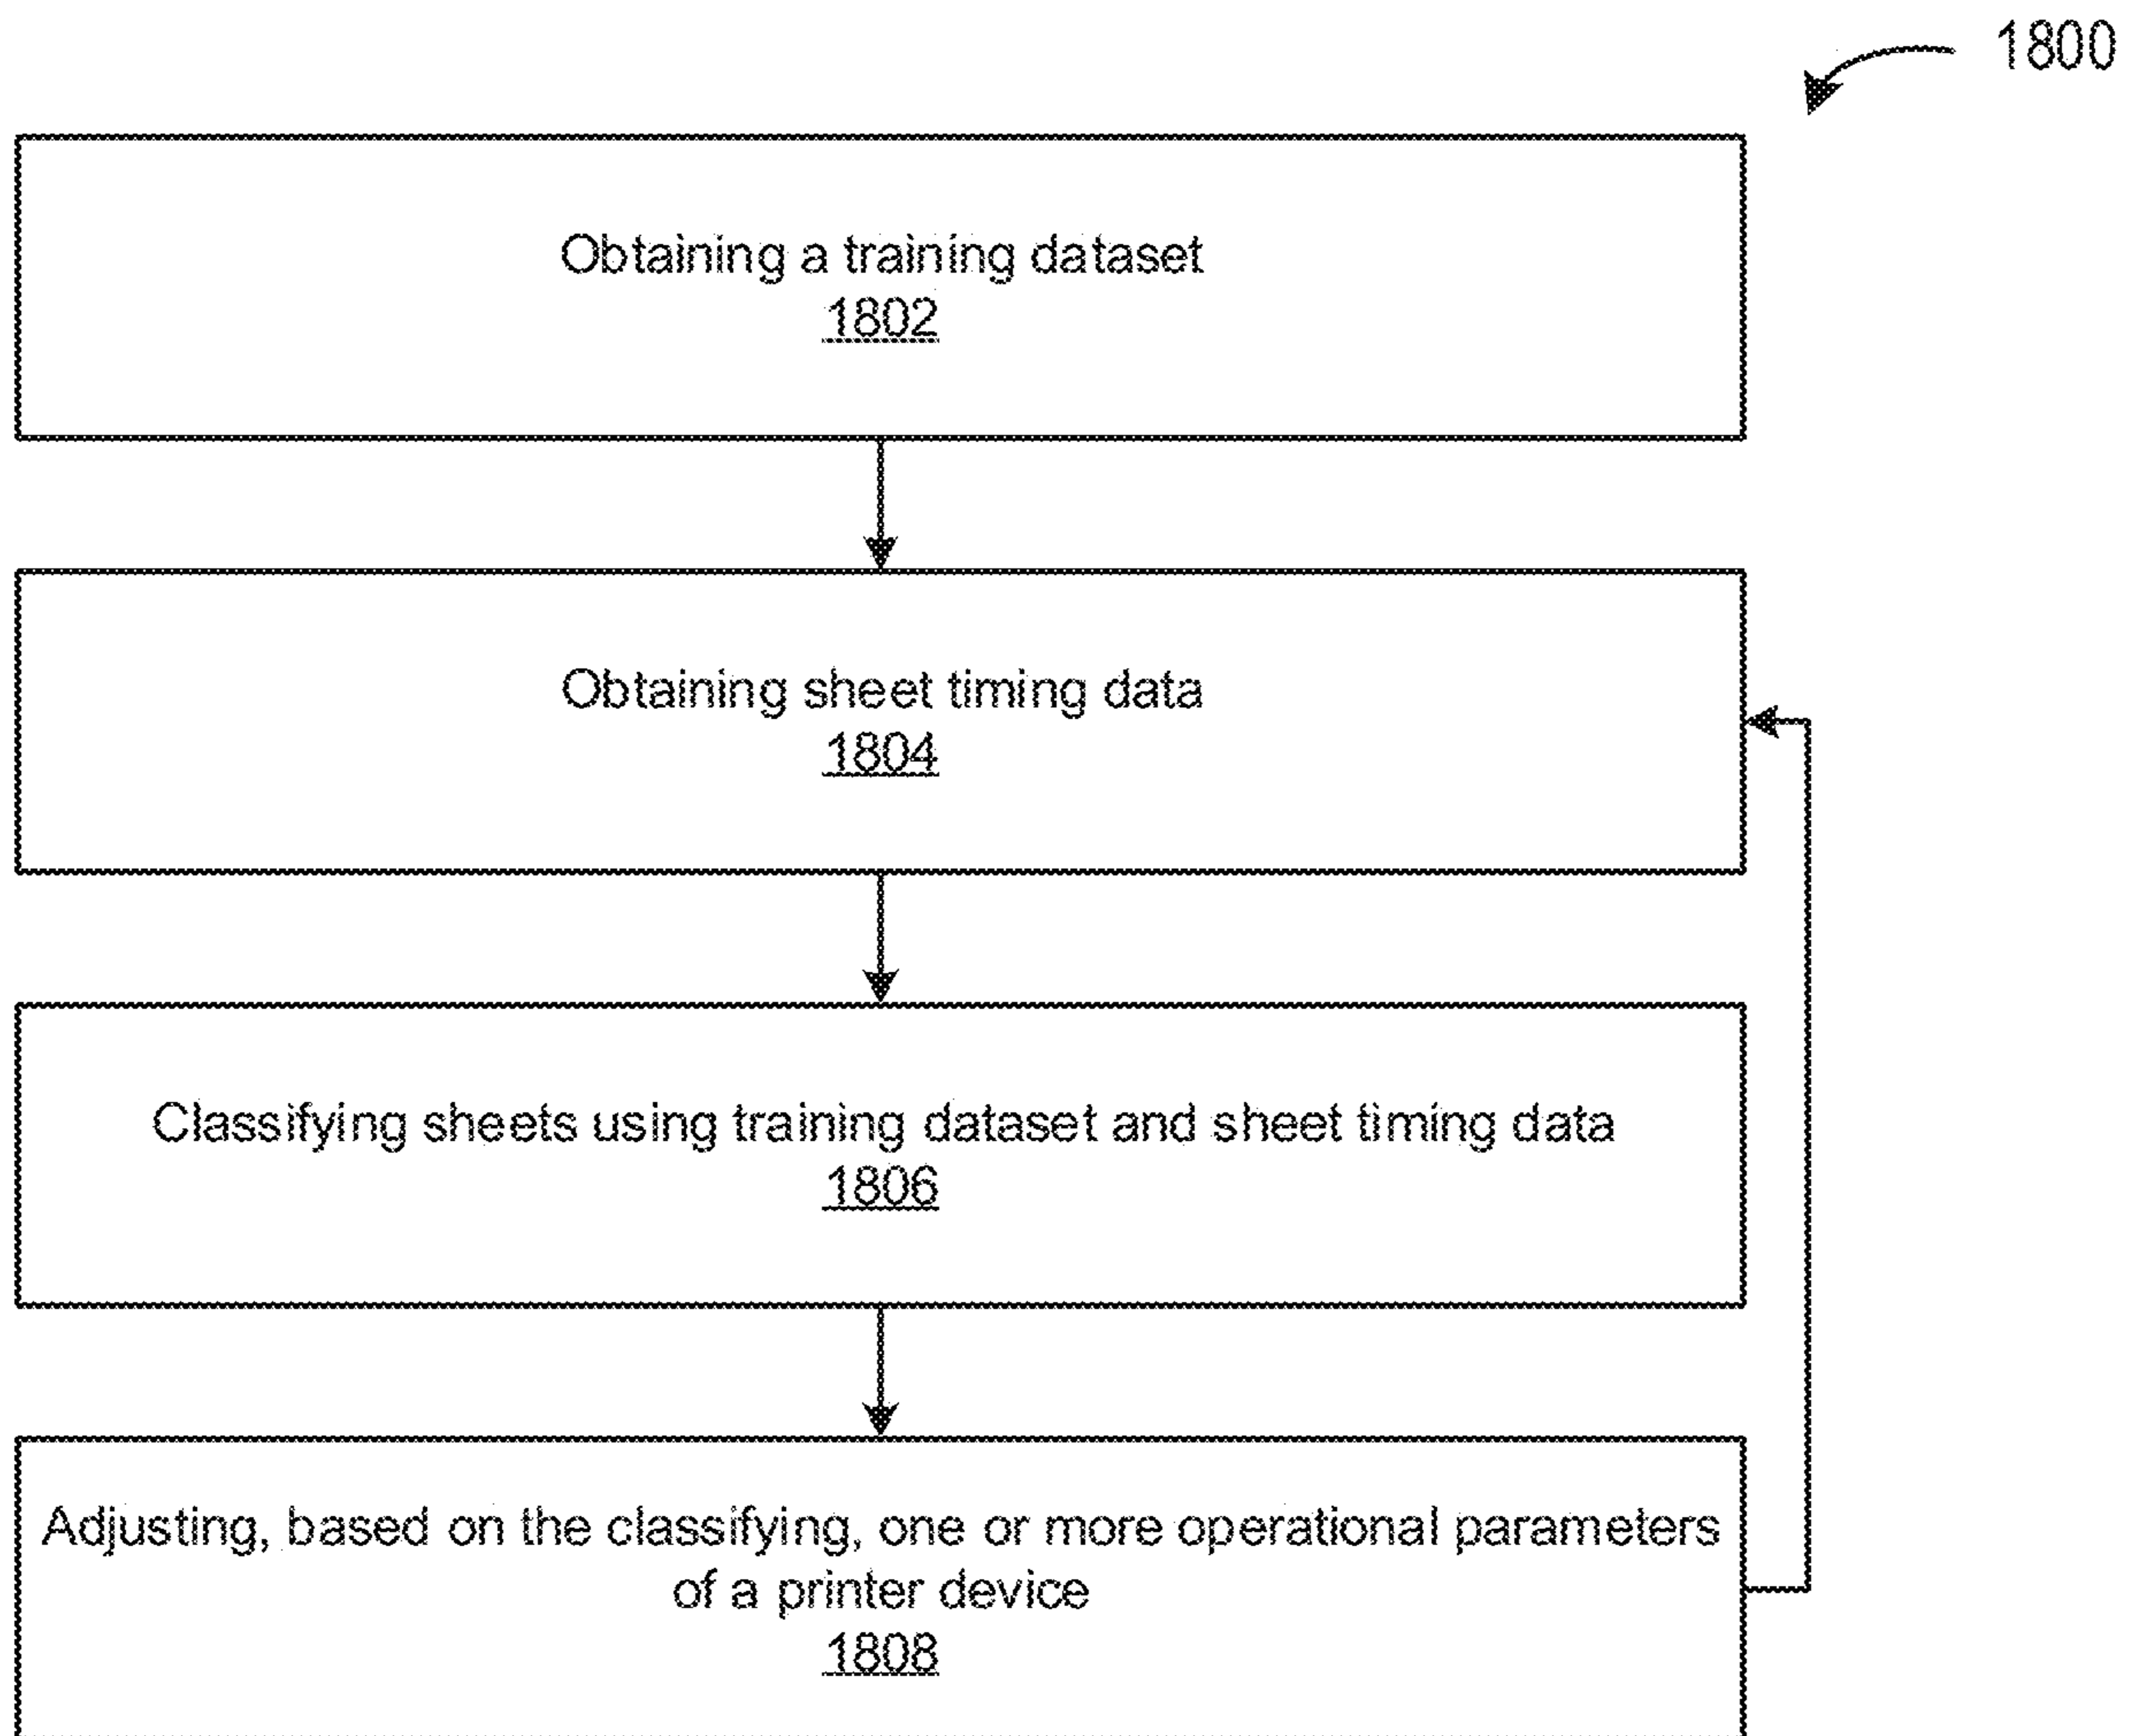 1800
Obtaining a training dataset
1802
Obtaining sheet timing data
1804
Classifying sheets using training dataset and sheet timing data
1806
Adjusting, based on the classifying, one or more operational parameters
of a printer device
1808